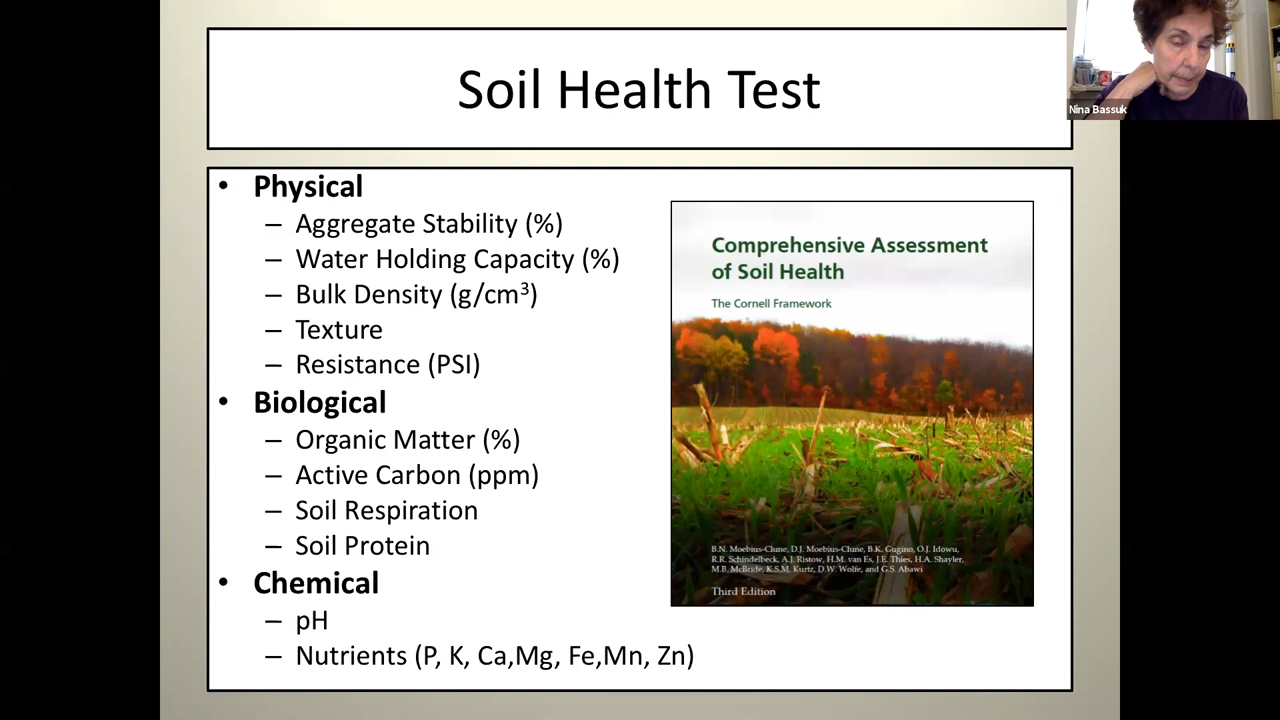 Soil Health Test
Nina Bassuk
• Physical
– Aggregate Stability (%)
– Water Holding Capacity (%)
– Bulk Density (g/cm³)
– Texture
– Resistance (PSI)
• Biological
– Organic Matter (%)
– Active Carbon (ppm)
– Soil Respiration
– Soil Protein
• Chemical
– pH
– Nutrients (P, K, Ca,Mg, Fe,Mn, Zn)
Comprehensive Assessment
of Soil Health
The Cornell Framework
B.N. Moebius-Clune, D.J. Moebius-Clune, B.K. Gugino, O.J. Idowu,
R.R. Schindelbeck, A.J. Ristow, H.M. van Es, J.E. Thies, H.A. Shayler,
M.B. McBride, K.S.M. Kurtz, D.W. Wolfe, and G.S. Abawi
Third Edition